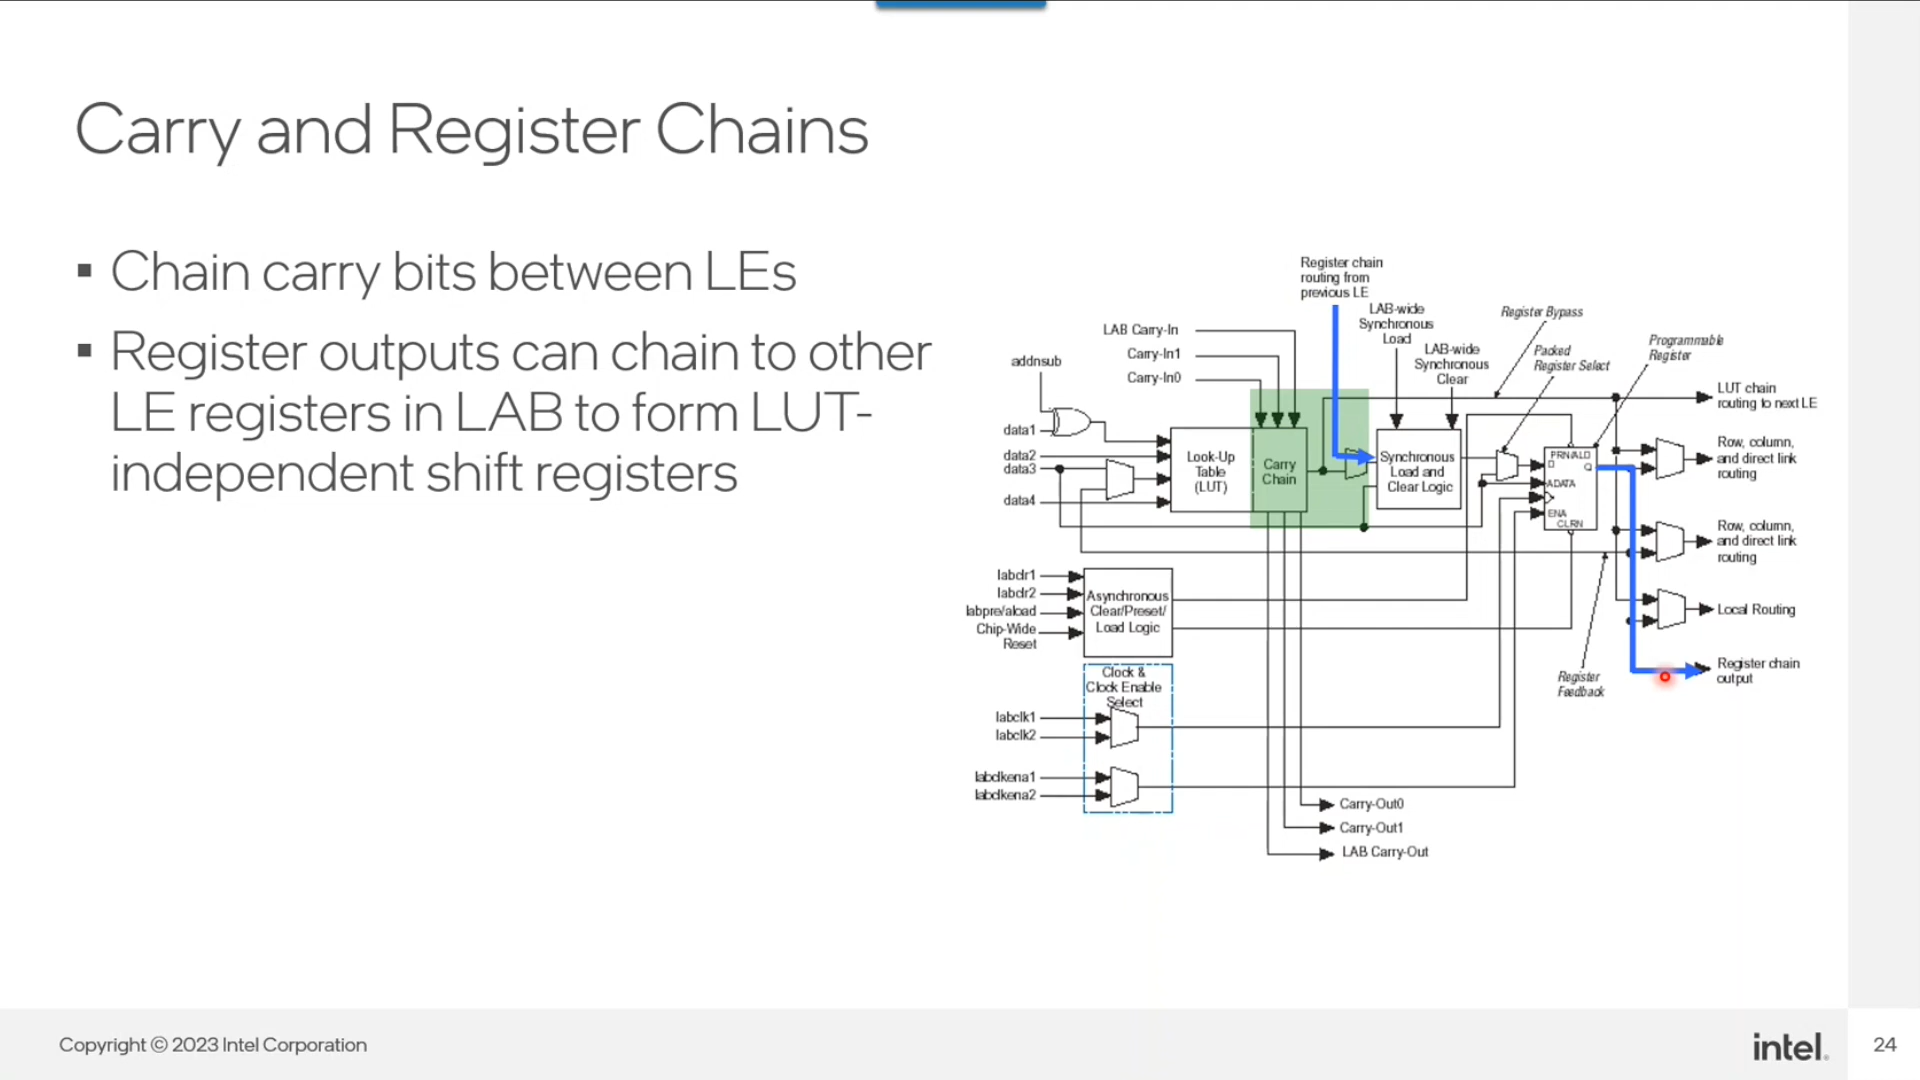 Carry and Register Chains
▪ Chain carry bits between LEs
▪ Register outputs can chain to other
LE registers in LAB to form LUT-
independent shift registers
Register chain
routing from
previous LE
LAB-wide
Synchronous
Load
LAB-wide
Synchronous
Clear
Register Bypass
Packed
Register Select
Programmable
Register
LAB Carry-In
Carry-In1
Carry-In0
addnsub
data1
data2
data3
data4
Look-Up
Table
(LUT)
Carry
Chain
Synchronous
Load and
Clear Logic
PRN/ALD
D
Q
ADATA
ENA
CLRN
LUT chain
routing to next LE
Row, column,
and direct link
routing
Row, column,
and direct link
routing
Local Routing
Register chain
output
Register
Feedback
labclr1
labclr2
labpre/aload
Chip-Wide
Reset
Asynchronous
Clear/Preset/
Load Logic
Clock &
Clock Enable
Select
labclk1
labclk2
labclkena1
labclkena2
Carry-Out0
Carry-Out1
LAB Carry-Out
Copyright © 2023 Intel Corporation
intel.
24